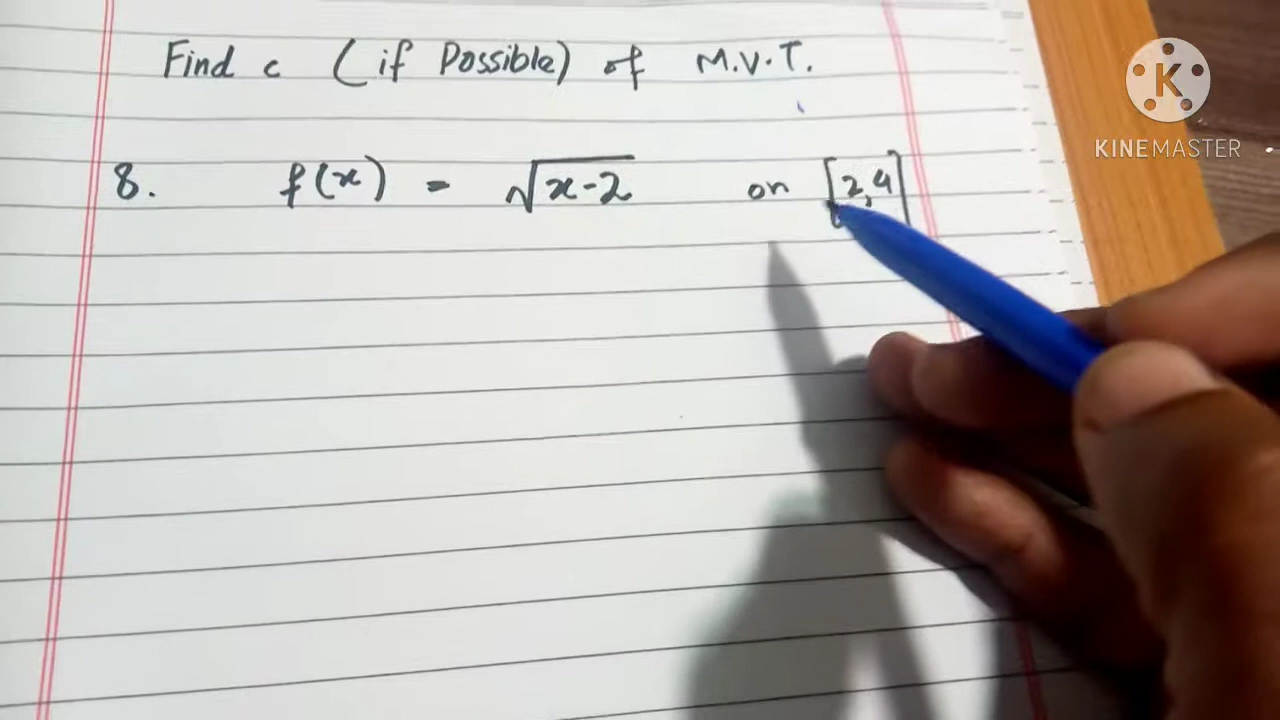 Find c (if Possible) of M.V.T.
K
KINEMASTER
8. f(x) = √x-2 on [2,4]